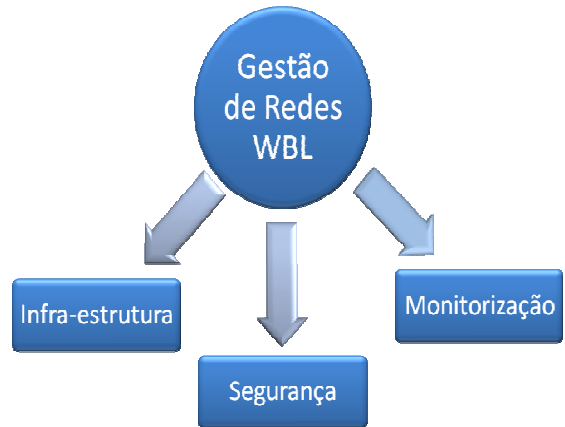 Gestão
de Redes
WBL
Infra-estrutura
Monitorização
Segurança